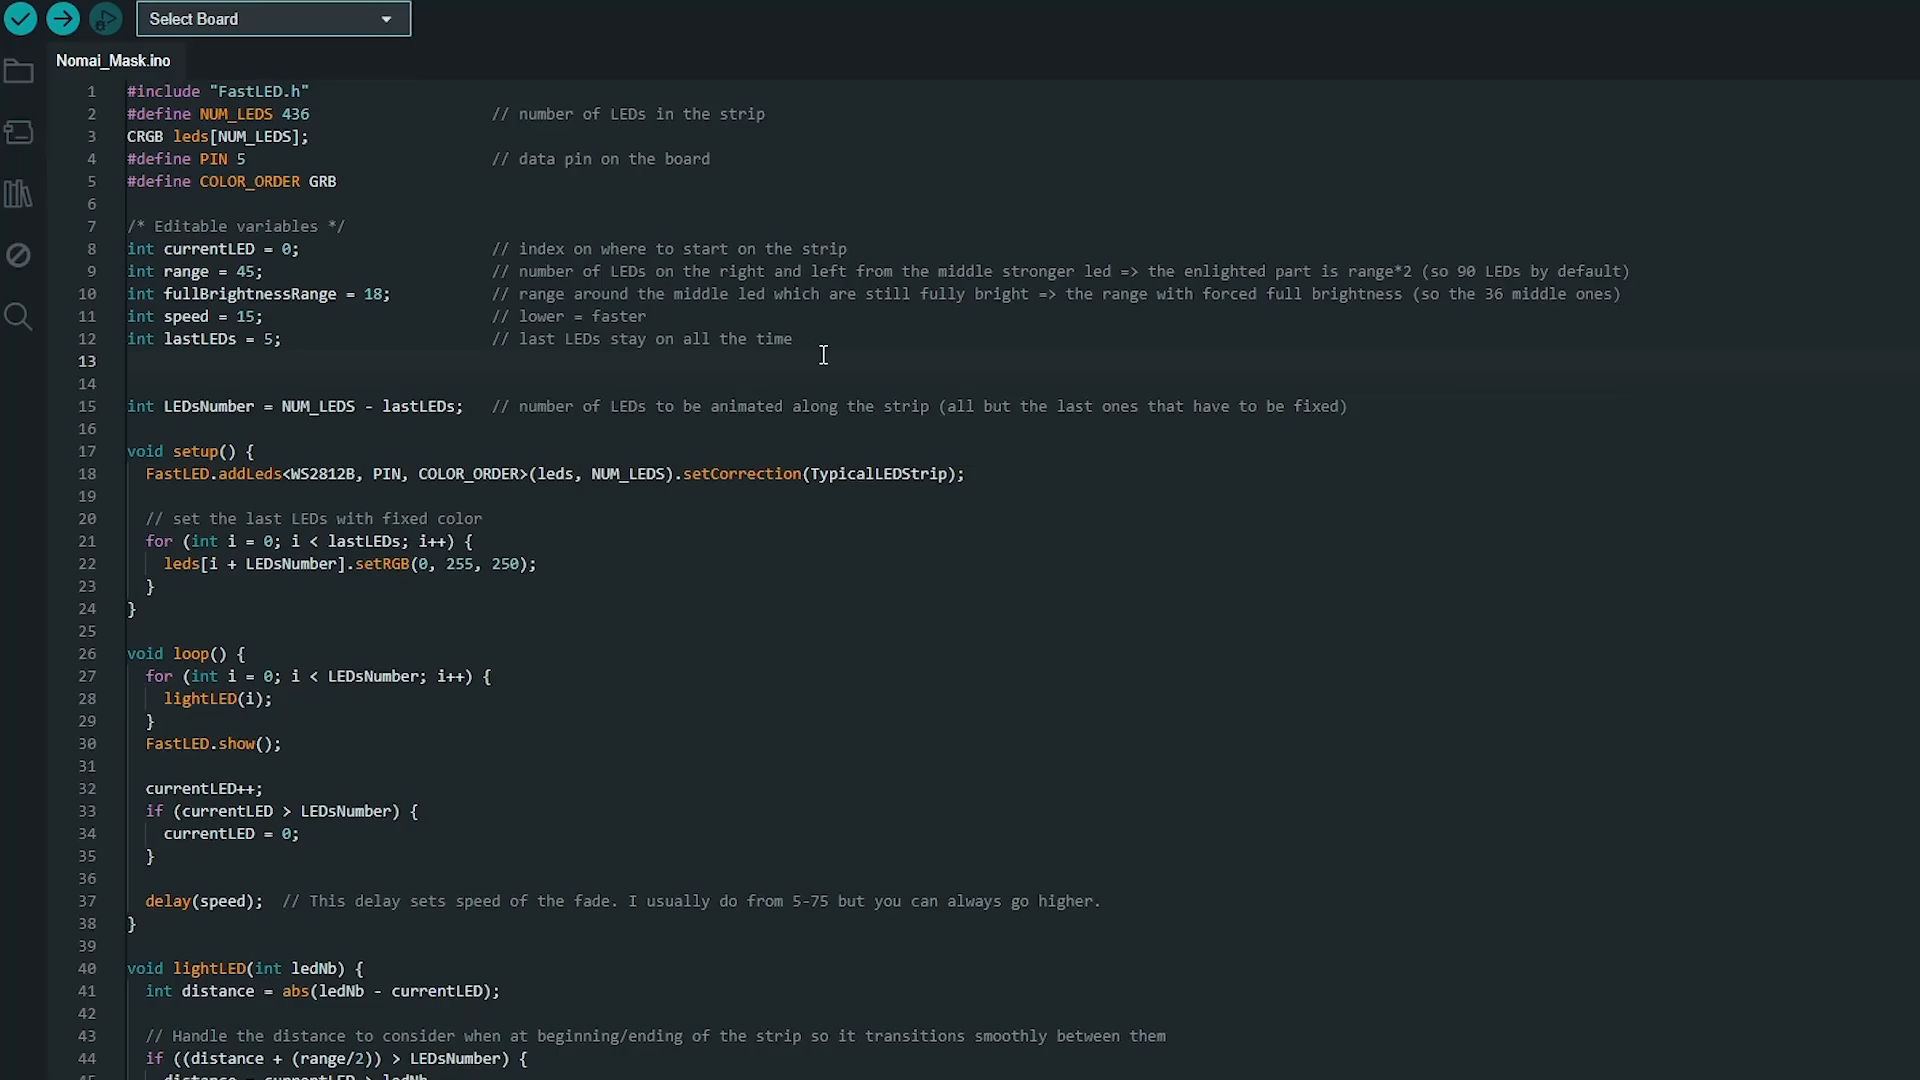 Select Board
Nomai_Mask.ino
1 #include "FastLED.h"
2 #define NUM_LEDS 436 // number of LEDs in the strip
3 CRGB leds[NUM_LEDS];
4 #define PIN 5 // data pin on the board
5 #define COLOR_ORDER GRB
6
7 /* Editable variables */
8 int currentLED = 0; // index on where to start on the strip
9 int range = 45; // number of LEDs on the right and left from the middle stronger led => the enlighted part is range*2 (so 90 LEDs by default)
10 int fullBrightnessRange = 18; // range around the middle led which are still fully bright => the range with forced full brightness (so the 36 middle ones)
11 int speed = 15; // lower = faster
12 int lastLEDs = 5; // last LEDs stay on all the time
13
14
15 int LEDsNumber = NUM_LEDS - lastLEDs; // number of LEDs to be animated along the strip (all but the last ones that have to be fixed)
16
17 void setup() {
18 FastLED.addLeds<WS2812B, PIN, COLOR_ORDER>(leds, NUM_LEDS).setCorrection(TypicalLEDStrip);
19
20 // set the last LEDs with fixed color
21 for (int i = 0; i < lastLEDs; i++) {
22 leds[i + LEDsNumber].setRGB(0, 255, 250);
23 }
24 }
25
26 void loop() {
27 for (int i = 0; i < LEDsNumber; i++) {
28 lightLED(i);
29 }
30 FastLED.show();
31
32 currentLED++;
33 if (currentLED > LEDsNumber) {
34 currentLED = 0;
35 }
36
37 delay(speed); // This delay sets speed of the fade. I usually do from 5-75 but you can always go higher.
38 }
39
40 void lightLED(int ledNb) {
41 int distance = abs(ledNb - currentLED);
42
43 // Handle the distance to consider when at beginning/ending of the strip so it transitions smoothly between them
44 if ((distance + (range/2)) > LEDsNumber) {